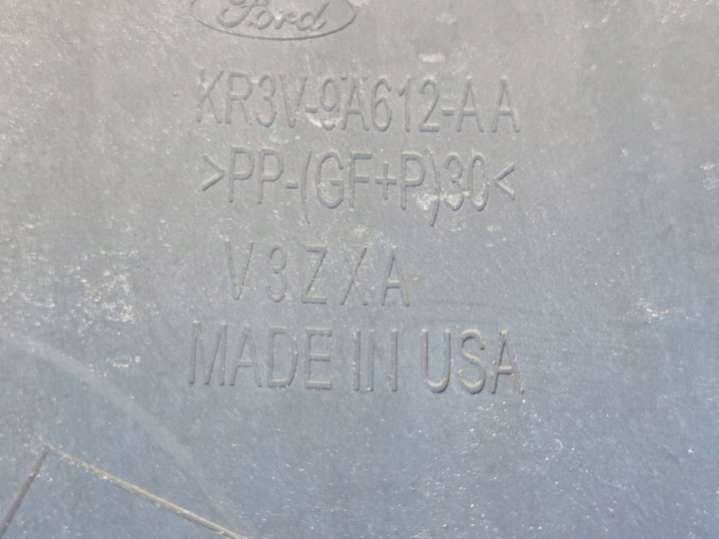 Ford
KR3V-9A612-AA
>PP-(GF+P)30<
V3ZXA
MADE IN USA